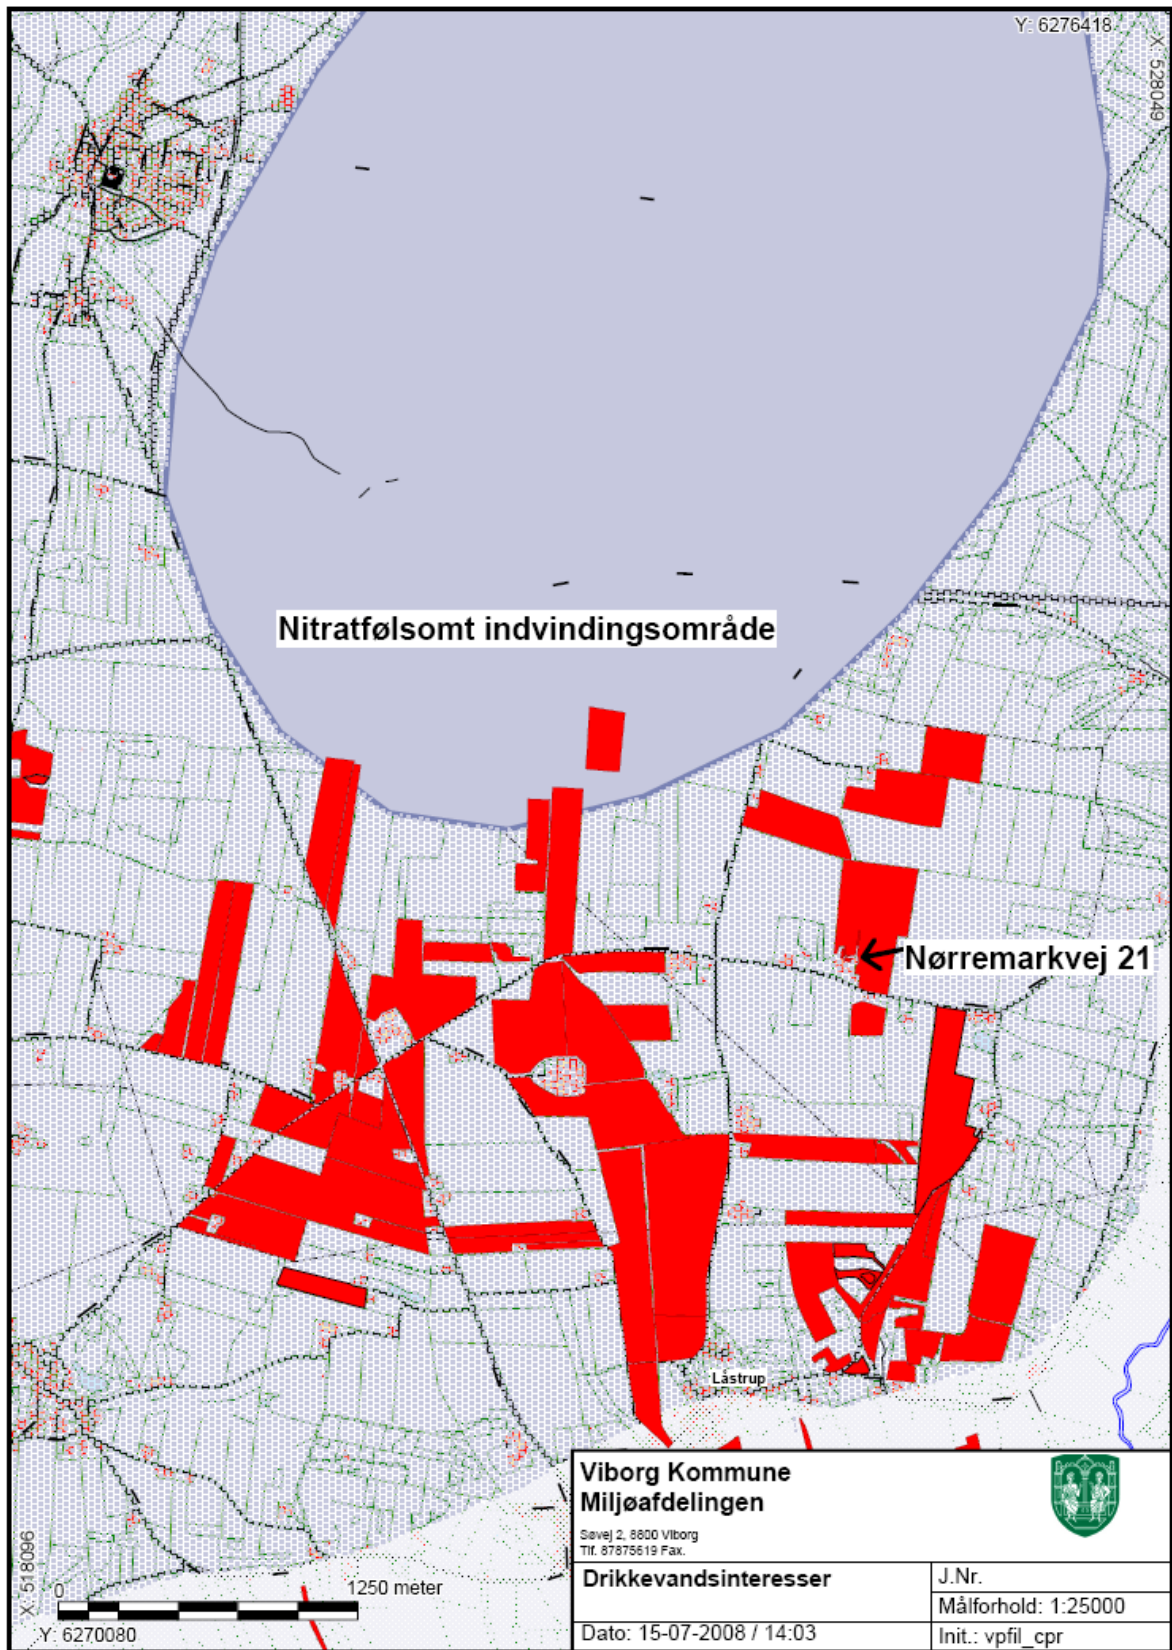 Y: 6276418
X: 528049
Nitratfølsomt indvindingsområde
Nørremarkvej 21
Låstrup
Viborg Kommune
Miljøafdelingen
Søvej 2, 8800 Viborg
Tlf. 87875619 Fax.
Drikkevandsinteresser
J.Nr.
Målforhold: 1:25000
Dato: 15-07-2008 / 14:03
Init.: vpfil_cpr
X: 518096
0
1250 meter
Y: 6270080